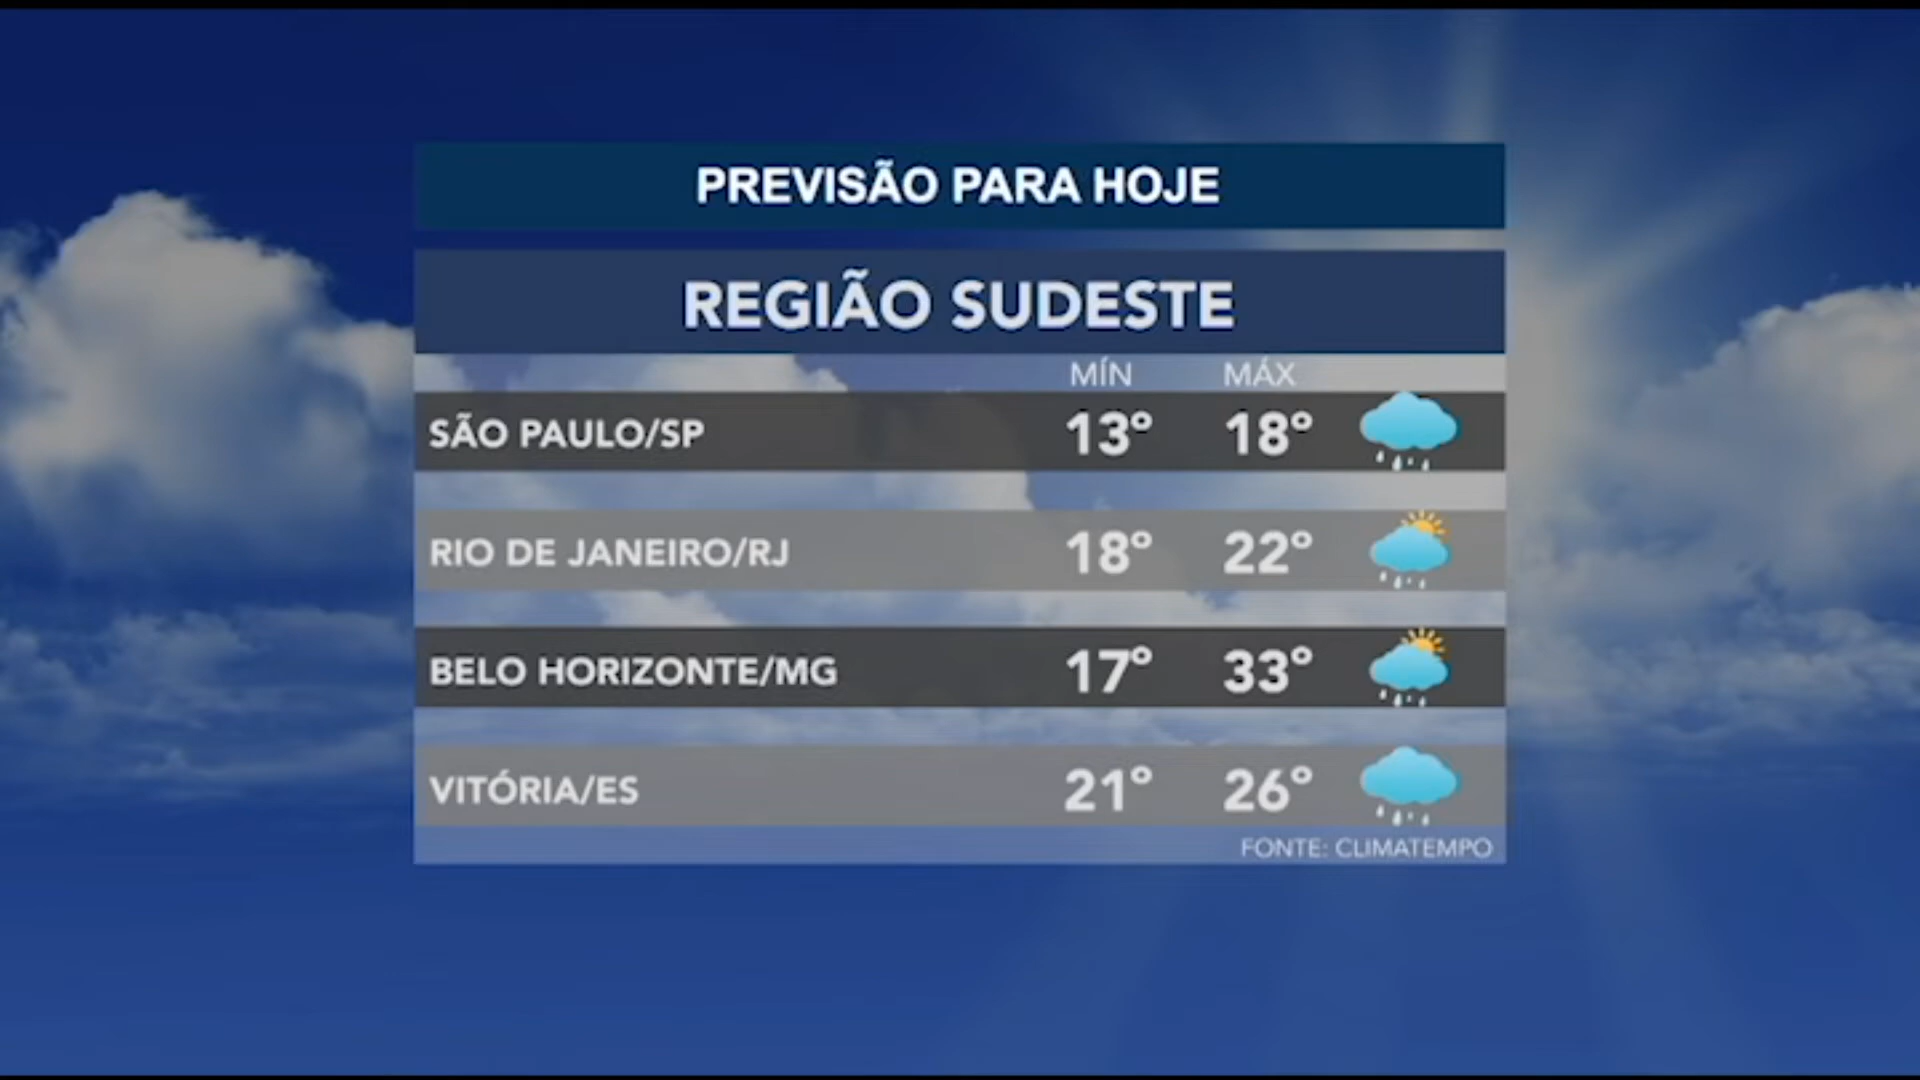 PREVISÃO PARA HOJE
REGIÃO SUDESTE
MÍN MÁX
SÃO PAULO/SP 13° 18°
RIO DE JANEIRO/RJ 18° 22°
BELO HORIZONTE/MG 17° 33°
VITÓRIA/ES 21° 26°
FONTE: CLIMATEMPO